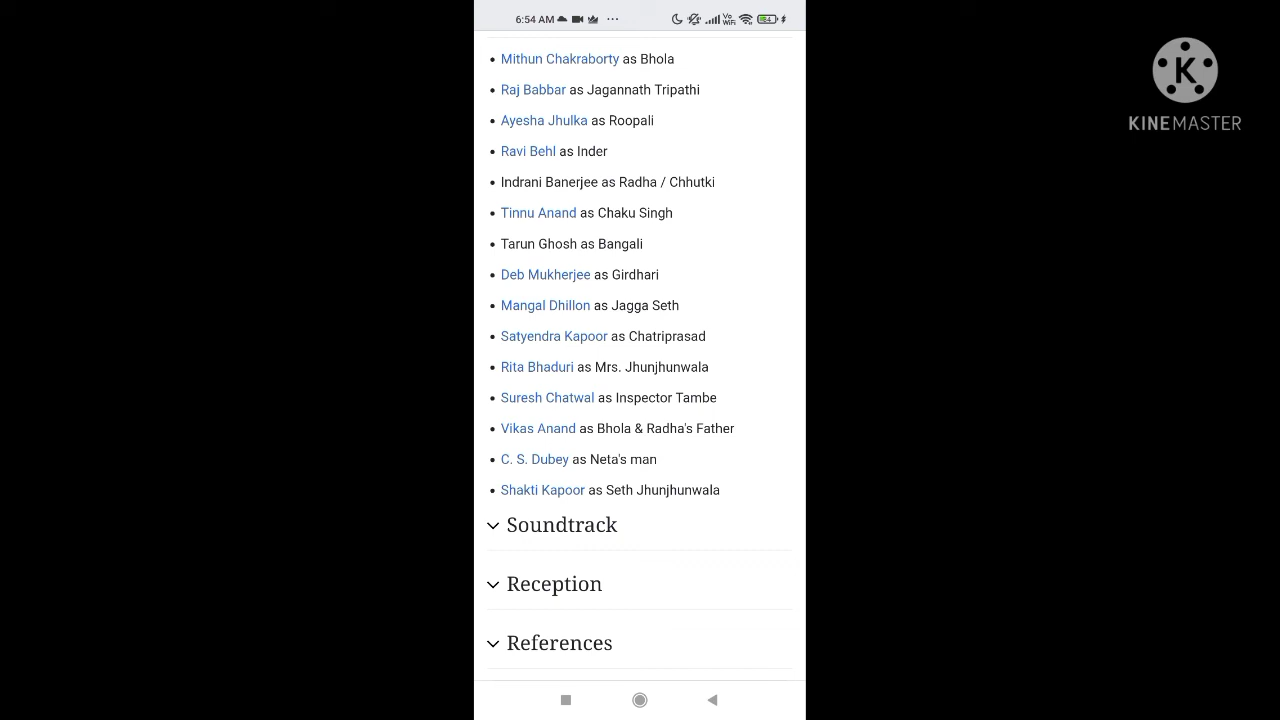 6:54 AM
Vo
WiFi
Mithun Chakraborty as Bhola
Raj Babbar as Jagannath Tripathi
Ayesha Jhulka as Roopali
Ravi Behl as Inder
Indrani Banerjee as Radha / Chhutki
Tinnu Anand as Chaku Singh
Tarun Ghosh as Bangali
Deb Mukherjee as Girdhari
Mangal Dhillon as Jagga Seth
Satyendra Kapoor as Chatriprasad
Rita Bhaduri as Mrs. Jhunjhunwala
Suresh Chatwal as Inspector Tambe
Vikas Anand as Bhola & Radha's Father
C. S. Dubey as Neta's man
Shakti Kapoor as Seth Jhunjhunwala
Soundtrack
Reception
References
K
KINEMASTER